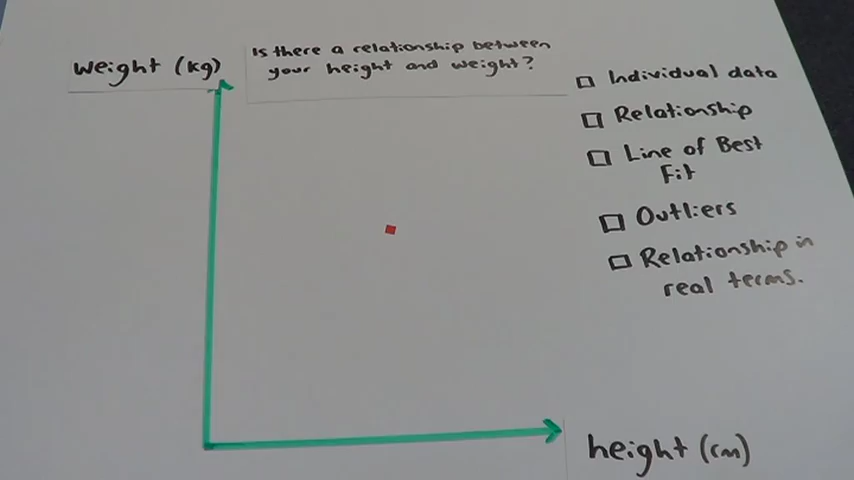 weight (kg)
Is there a relationship between
your height and weight?
Individual data
Relationship
Line of Best
Fit
Outliers
Relationship in
real terms.
height (cm)